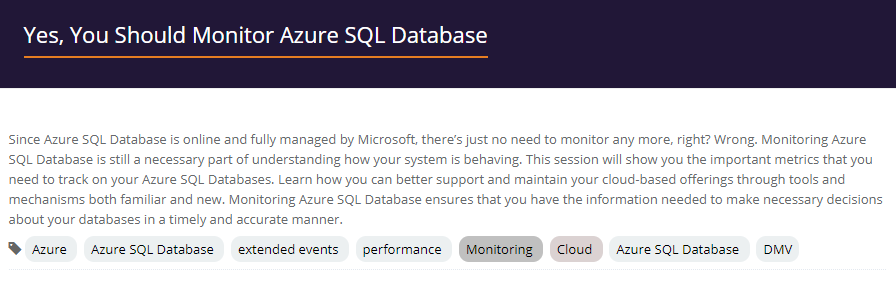 Yes, You Should Monitor Azure SQL Database
Since Azure SQL Database is online and fully managed by Microsoft, there's just no need to monitor any more, right? Wrong. Monitoring Azure
SQL Database is still a necessary part of understanding how your system is behaving. This session will show you the important metrics that you
need to track on your Azure SQL Databases. Learn how you can better support and maintain your cloud-based offerings through tools and
mechanisms both familiar and new. Monitoring Azure SQL Database ensures that you have the information needed to make necessary decisions
about your databases in a timely and accurate manner.
Azure Azure SQL Database extended events performance Monitoring Cloud Azure SQL Database DMV